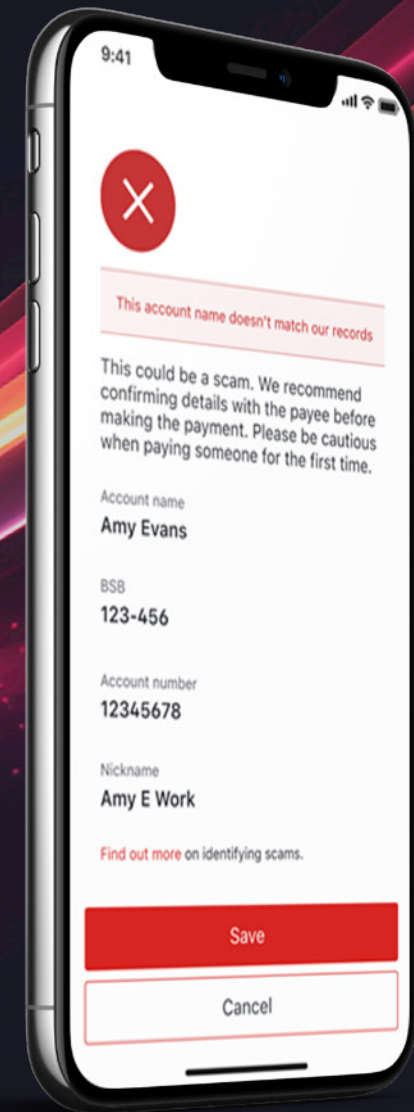 9:41
This account name doesn't match our records
This could be a scam. We recommend
confirming details with the payee before
making the payment. Please be cautious
when paying someone for the first time.
Account name
Amy Evans
BSB
123-456
Account number
12345678
Nickname
Amy E Work
Find out more on identifying scams.
Save
Cancel